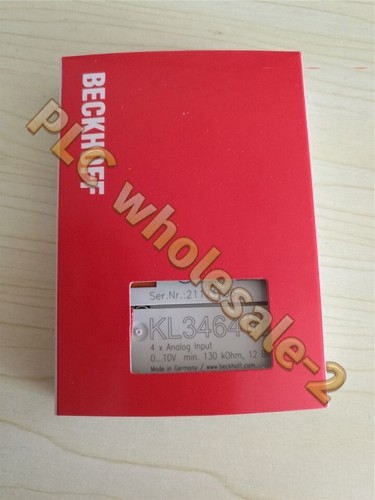 BECKHOFF
PLC wholesale-2
Ser.Nr.:211
KL3464
4 x Analog Input
0...10V min. 130 kOhm, 12
Made in Germany / www.beckhoff.com